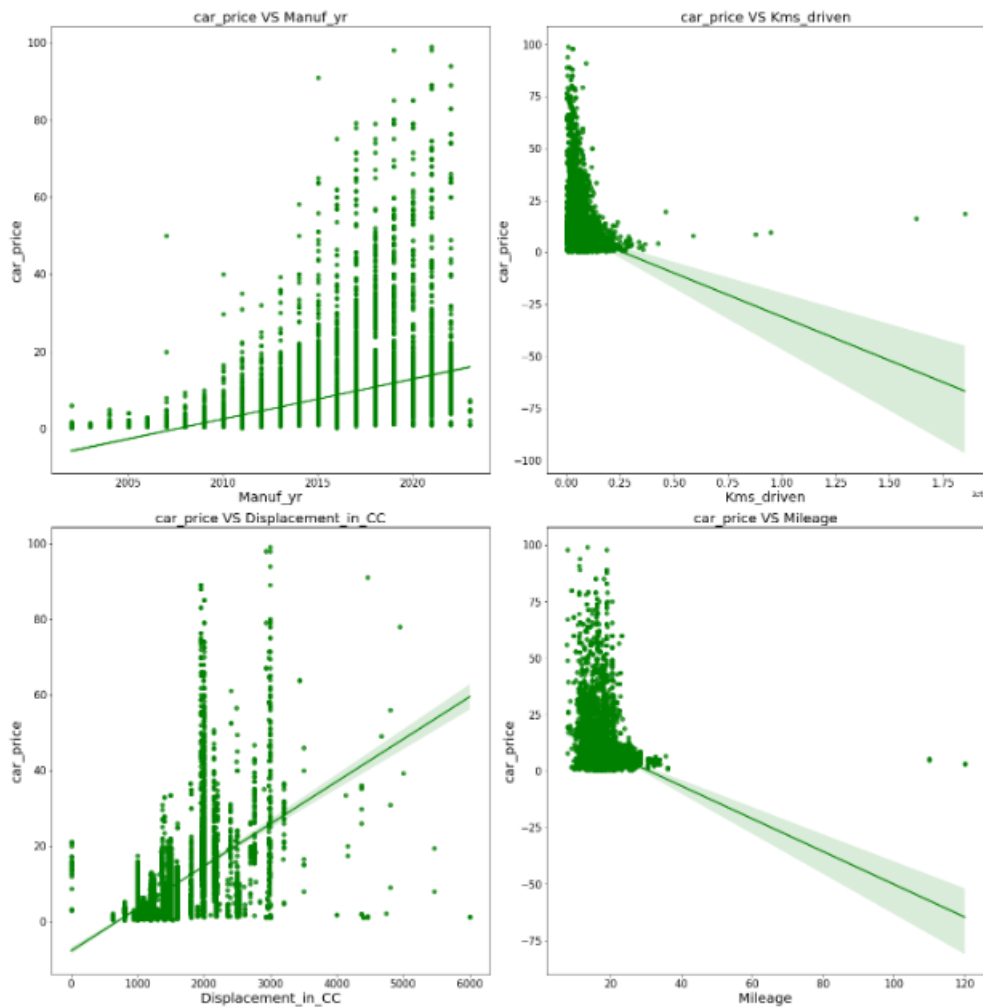 car_price VS Manuf_yr
100
80
60
40
20
0
car_price
2005 2010 2015 2020
Manuf_yr
car_price VS Kms_driven
100
75
50
25
0
−25
−50
−75
−100
car_price
0.00 0.25 0.50 0.75 1.00 1.25 1.50 1.75
Kms_driven
car_price VS Displacement_in_CC
100
80
60
40
20
0
car_price
0 1000 2000 3000 4000 5000 6000
Displacement_in_CC
car_price VS Mileage
100
75
50
25
0
−25
−50
−75
car_price
20 40 60 80 100 120
Mileage